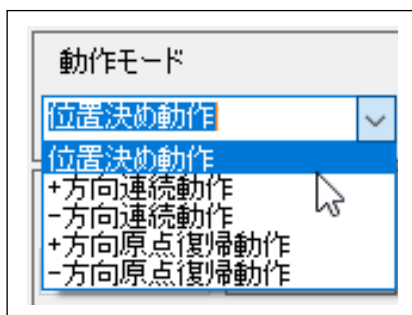 動作モード
位置決め動作
位置決め動作
+方向連続動作
-方向連続動作
+方向原点復帰動作
-方向原点復帰動作